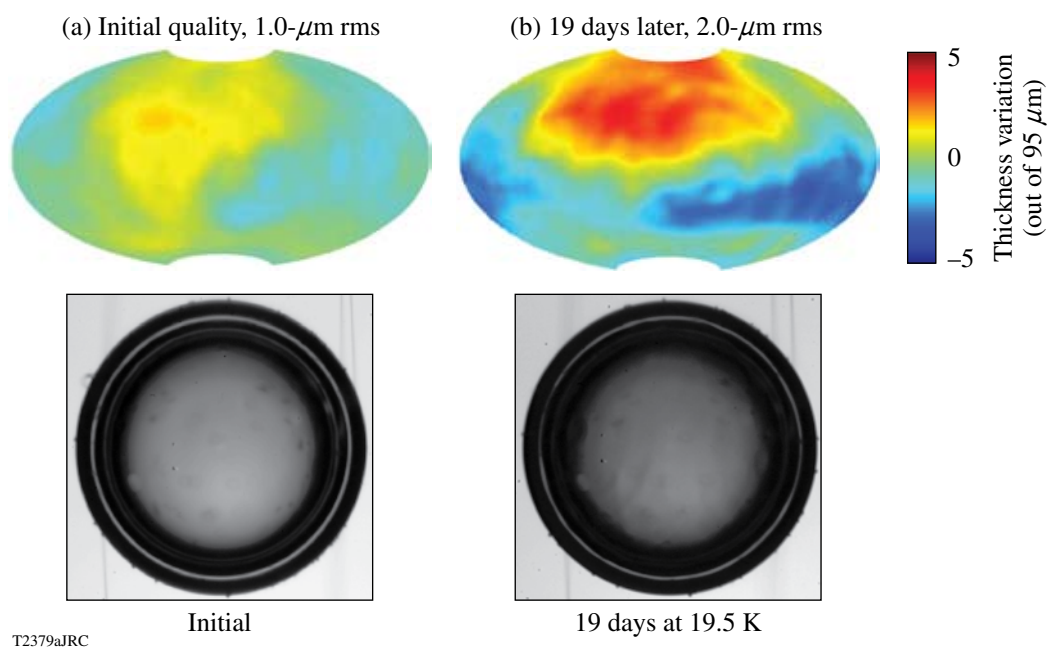 (a) Initial quality, 1.0-μm rms
(b) 19 days later, 2.0-μm rms
5
0
–5
Thickness variation
(out of 95 μm)
Initial
19 days at 19.5 K
T2379aJRC